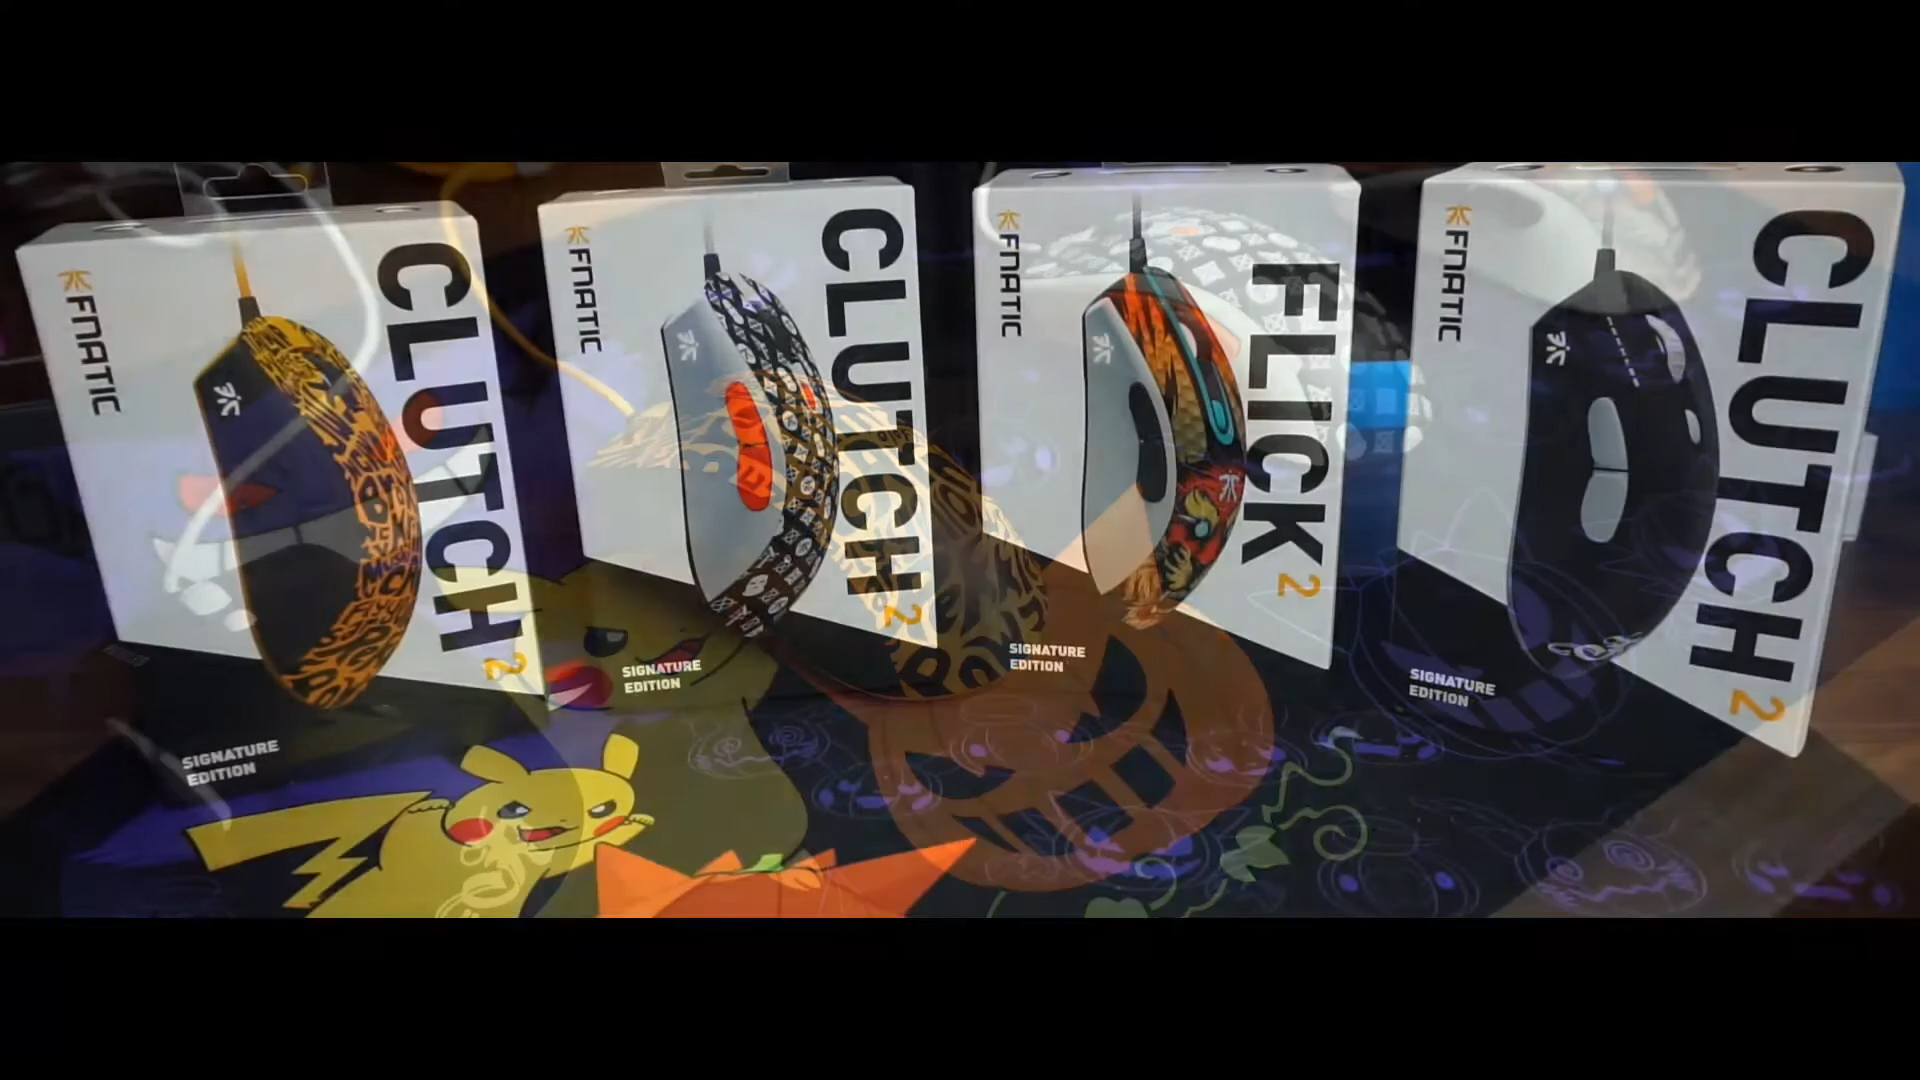 FNATIC
CLUTCH 2
SIGNATURE
EDITION
FNATIC
CLUTCH 2
SIGNATURE
EDITION
FNATIC
FLICK 2
SIGNATURE
EDITION
FNATIC
CLUTCH 2
SIGNATURE
EDITION